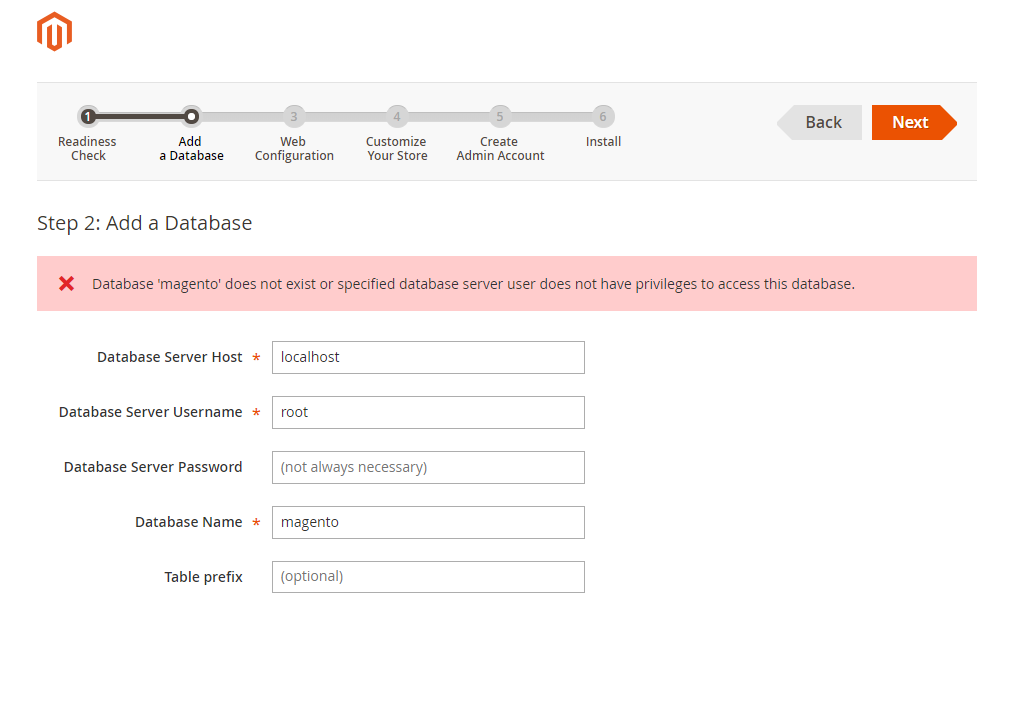 1
3
4
5
6
Readiness
Check
Add
a Database
Web
Configuration
Customize
Your Store
Create
Admin Account
Install
Back
Next
Step 2: Add a Database
Database 'magento' does not exist or specified database server user does not have privileges to access this database.
Database Server Host * localhost
Database Server Username * root
Database Server Password (not always necessary)
Database Name * magento
Table prefix (optional)